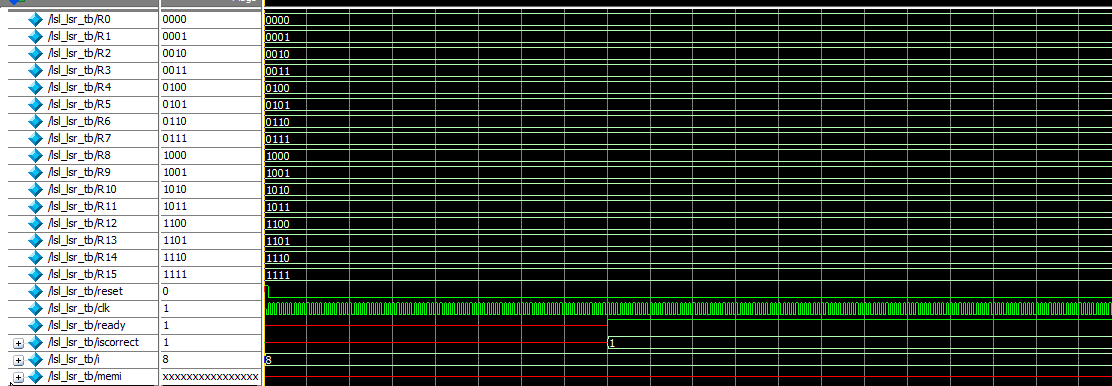 /lsl_lsr_tb/R0 0000 0000
/lsl_lsr_tb/R1 0001 0001
/lsl_lsr_tb/R2 0010 0010
/lsl_lsr_tb/R3 0011 0011
/lsl_lsr_tb/R4 0100 0100
/lsl_lsr_tb/R5 0101 0101
/lsl_lsr_tb/R6 0110 0110
/lsl_lsr_tb/R7 0111 0111
/lsl_lsr_tb/R8 1000 1000
/lsl_lsr_tb/R9 1001 1001
/lsl_lsr_tb/R10 1010 1010
/lsl_lsr_tb/R11 1011 1011
/lsl_lsr_tb/R12 1100 1100
/lsl_lsr_tb/R13 1101 1101
/lsl_lsr_tb/R14 1110 1110
/lsl_lsr_tb/R15 1111 1111
/lsl_lsr_tb/reset 0
/lsl_lsr_tb/clk 1
/lsl_lsr_tb/ready 1
/lsl_lsr_tb/iscorrect 1 1
/lsl_lsr_tb/i 8 8
/lsl_lsr_tb/memi xxxxxxxxxxxxxxxx